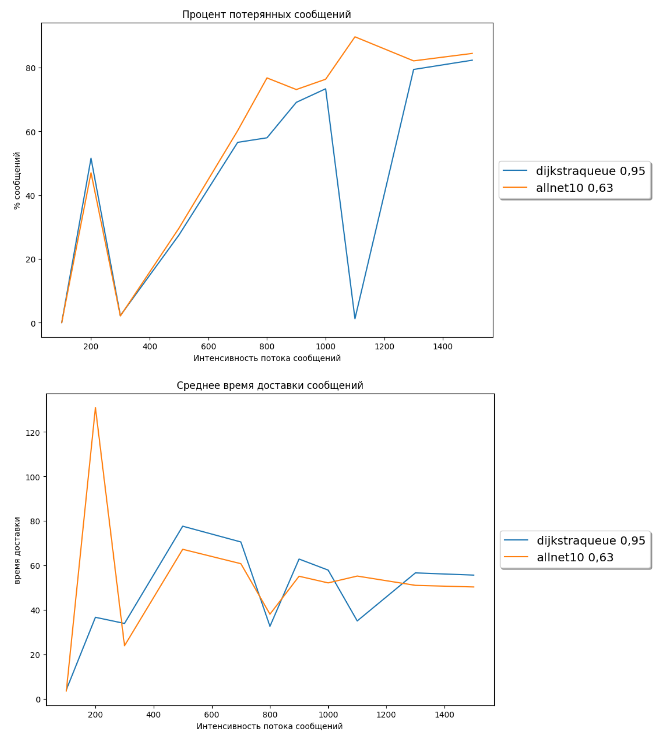 Процент потерянных сообщений
80
60
40
20
0
% сообщений
200 400 600 800 1000 1200 1400
Интенсивность потока сообщений
dijkstraqueue 0,95
allnet10 0,63
Среднее время доставки сообщений
120
100
80
60
40
20
0
время доставки
200 400 600 800 1000 1200 1400
Интенсивность потока сообщений
dijkstraqueue 0,95
allnet10 0,63